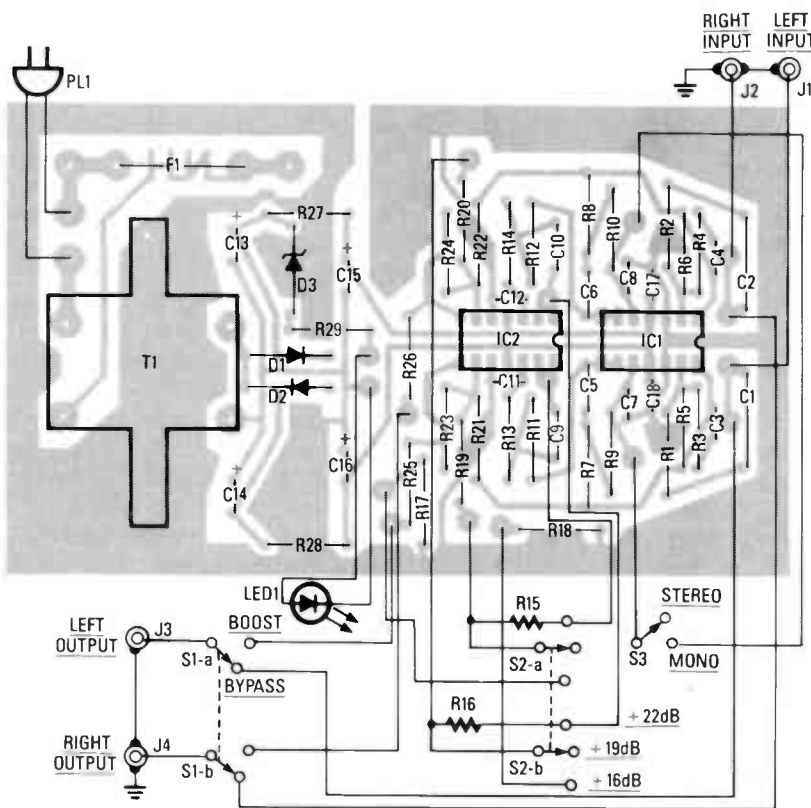 RIGHT INPUT
LEFT INPUT
PL1
J2
J1
F1
R27
C13
D3
C15
R29
D1
D2
T1
C14
C16
R28
R20
R24
R22
R14
R12
C10
R8
R10
R2
R6
R4
C4
C2
C8
C17
C6
C12
IC2
IC1
R26
C11
C5
C7
C18
R5
C3
C1
R23
R21
R13
R11
C9
R25
R19
R7
R9
R1
R3
R17
R18
LED1
LEFT OUTPUT
J3
BOOST
S1-a
BYPASS
RIGHT OUTPUT
J4
S1-b
R15
S2-a
R16
+22dB
S2-b
+19dB
+16dB
STEREO
S3
MONO